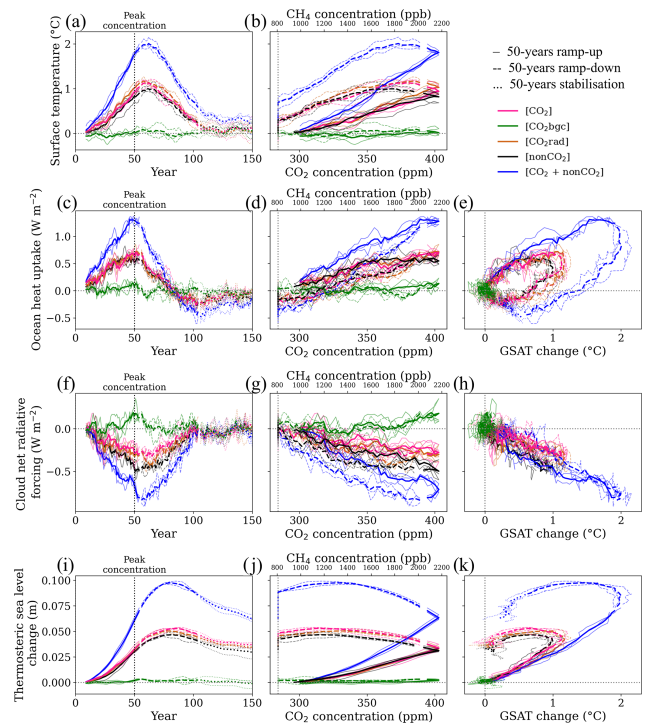 (a)
Peak
concentration
Surface temperature (°C)
2
1
0
0 50 100 150
Year
(b)
CH4 concentration (ppb)
800 1000 1200 1400 1600 1800 2000 2200
300 350 400
CO2 concentration (ppm)
– 50-years ramp-up
-- 50-years ramp-down
... 50-years stabilisation
[CO2]
[CO2bgc]
[CO2rad]
[nonCO2]
[CO2 + nonCO2]
(c)
Peak
concentration
Ocean heat uptake (W m−2)
1.0
0.5
0.0
−0.5
0 50 100 150
Year
(d)
CH4 concentration (ppb)
800 1000 1200 1400 1600 1800 2000 2200
300 350 400
CO2 concentration (ppm)
(e)
0 1 2
GSAT change (°C)
(f)
Peak
concentration
Cloud net radiative
forcing (W m−2)
0.0
−0.5
0 50 100 150
Year
(g)
CH4 concentration (ppb)
800 1000 1200 1400 1600 1800 2000 2200
300 350 400
CO2 concentration (ppm)
(h)
0 1 2
GSAT change (°C)
(i)
Peak
concentration
Thermosteric sea level
change (m)
0.100
0.075
0.050
0.025
0.000
0 50 100 150
Year
(j)
CH4 concentration (ppb)
800 1000 1200 1400 1600 1800 2000 2200
300 350 400
CO2 concentration (ppm)
(k)
0 1 2
GSAT change (°C)